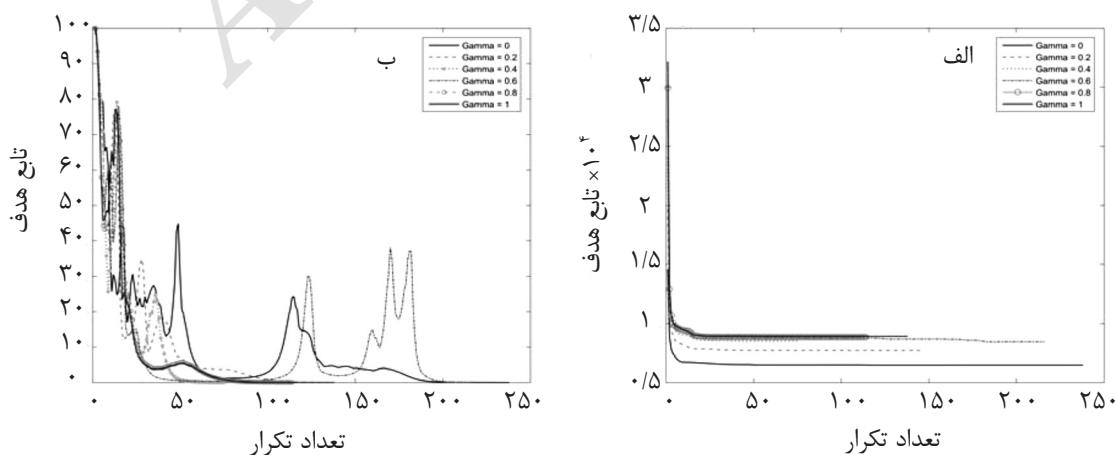 A
۱۰۰
۹۰
۸۰
۷۰
۶۰
۵۰
۴۰
۳۰
۲۰
۱۰
۰
تابع هدف
ب
Gamma = 0
Gamma = 0.2
Gamma = 0.4
Gamma = 0.6
Gamma = 0.8
Gamma = 1
۰ ۵۰ ۱۰۰ ۱۵۰ ۲۰۰ ۲۵۰
تعداد تکرار
۳/۵
۳
۲/۵
۲
۱/۵
۱
۰/۵
تابع هدف ×۱۰^۴
الف
Gamma = 0
Gamma = 0.2
Gamma = 0.4
Gamma = 0.6
Gamma = 0.8
Gamma = 1
۰ ۵۰ ۱۰۰ ۱۵۰ ۲۰۰ ۲۵۰
تعداد تکرار